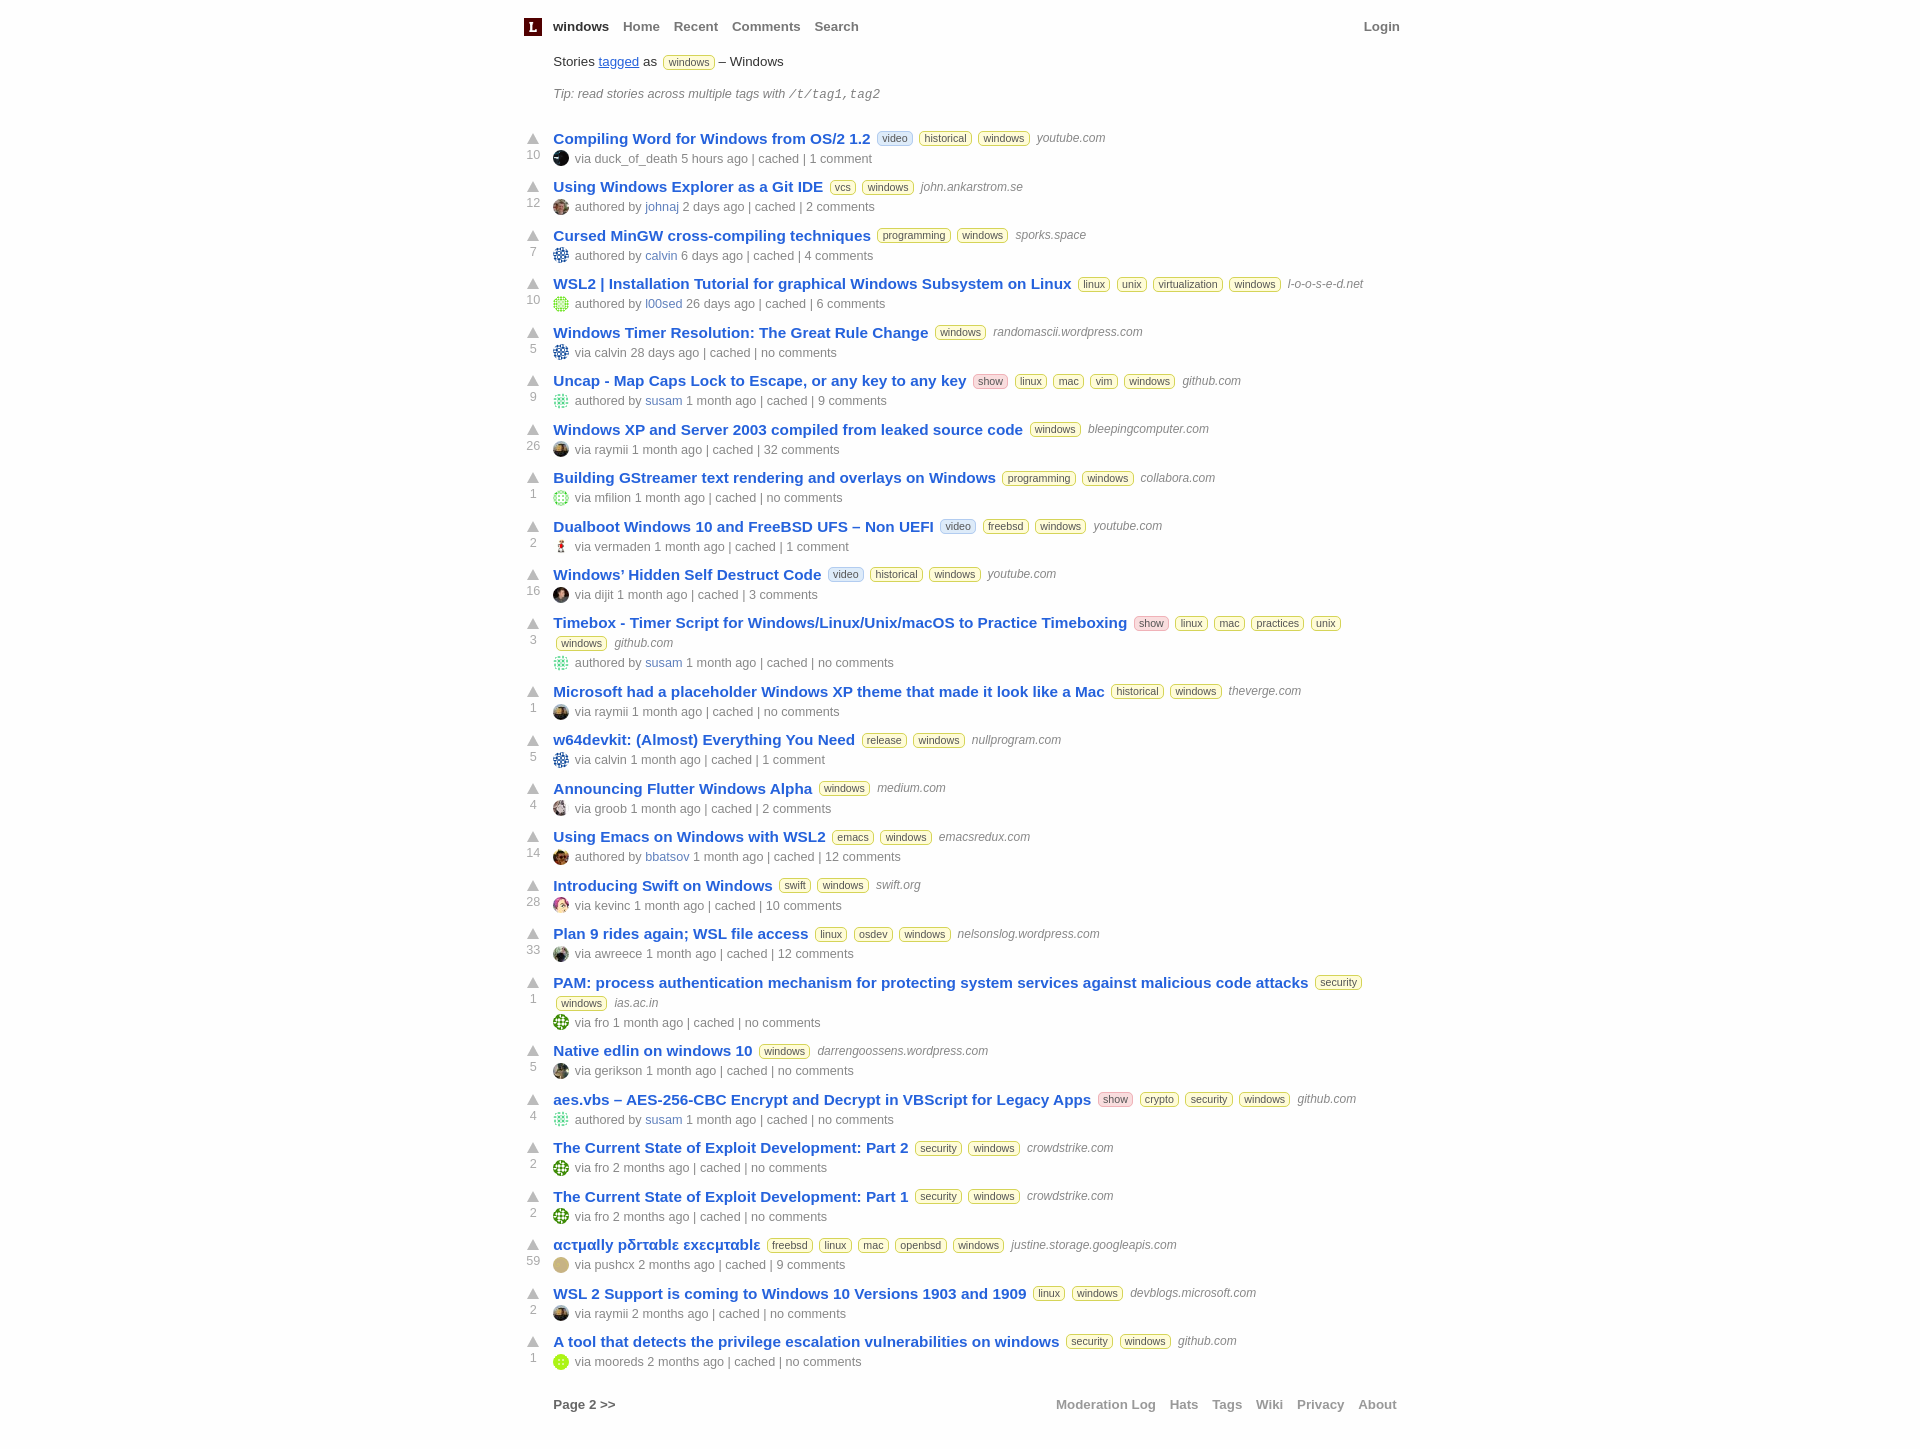 L windows Home Recent Comments Search Login
Stories tagged as windows – Windows
Tip: read stories across multiple tags with /t/tag1,tag2
Compiling Word for Windows from OS/2 1.2 video historical windows youtube.com
10 via duck_of_death 5 hours ago | cached | 1 comment
Using Windows Explorer as a Git IDE vcs windows john.ankarstrom.se
12 authored by johnaj 2 days ago | cached | 2 comments
Cursed MinGW cross-compiling techniques programming windows sporks.space
7 authored by calvin 6 days ago | cached | 4 comments
WSL2 | Installation Tutorial for graphical Windows Subsystem on Linux linux unix virtualization windows l-o-o-s-e-d.net
10 authored by l00sed 26 days ago | cached | 6 comments
Windows Timer Resolution: The Great Rule Change windows randomascii.wordpress.com
5 via calvin 28 days ago | cached | no comments
Uncap - Map Caps Lock to Escape, or any key to any key show linux mac vim windows github.com
9 authored by susam 1 month ago | cached | 9 comments
Windows XP and Server 2003 compiled from leaked source code windows bleepingcomputer.com
26 via raymii 1 month ago | cached | 32 comments
Building GStreamer text rendering and overlays on Windows programming windows collabora.com
1 via mfilion 1 month ago | cached | no comments
Dualboot Windows 10 and FreeBSD UFS – Non UEFI video freebsd windows youtube.com
2 via vermaden 1 month ago | cached | 1 comment
Windows’ Hidden Self Destruct Code video historical windows youtube.com
16 via dijit 1 month ago | cached | 3 comments
Timebox - Timer Script for Windows/Linux/Unix/macOS to Practice Timeboxing show linux mac practices unix
3 windows github.com
authored by susam 1 month ago | cached | no comments
Microsoft had a placeholder Windows XP theme that made it look like a Mac historical windows theverge.com
1 via raymii 1 month ago | cached | no comments
w64devkit: (Almost) Everything You Need release windows nullprogram.com
5 via calvin 1 month ago | cached | 1 comment
Announcing Flutter Windows Alpha windows medium.com
4 via groob 1 month ago | cached | 2 comments
Using Emacs on Windows with WSL2 emacs windows emacsredux.com
14 authored by bbatsov 1 month ago | cached | 12 comments
Introducing Swift on Windows swift windows swift.org
28 via kevinc 1 month ago | cached | 10 comments
Plan 9 rides again; WSL file access linux osdev windows nelsonslog.wordpress.com
33 via awreece 1 month ago | cached | 12 comments
PAM: process authentication mechanism for protecting system services against malicious code attacks security
1 windows ias.ac.in
via fro 1 month ago | cached | no comments
Native edlin on windows 10 windows darrengoossens.wordpress.com
5 via gerikson 1 month ago | cached | no comments
aes.vbs – AES-256-CBC Encrypt and Decrypt in VBScript for Legacy Apps show crypto security windows github.com
4 authored by susam 1 month ago | cached | no comments
The Current State of Exploit Development: Part 2 security windows crowdstrike.com
2 via fro 2 months ago | cached | no comments
The Current State of Exploit Development: Part 1 security windows crowdstrike.com
2 via fro 2 months ago | cached | no comments
αcτµαlly pδrταblε εxεcµταblε freebsd linux mac openbsd windows justine.storage.googleapis.com
59 via pushcx 2 months ago | cached | 9 comments
WSL 2 Support is coming to Windows 10 Versions 1903 and 1909 linux windows devblogs.microsoft.com
2 via raymii 2 months ago | cached | no comments
A tool that detects the privilege escalation vulnerabilities on windows security windows github.com
1 via mooreds 2 months ago | cached | no comments
Page 2 >> Moderation Log Hats Tags Wiki Privacy About